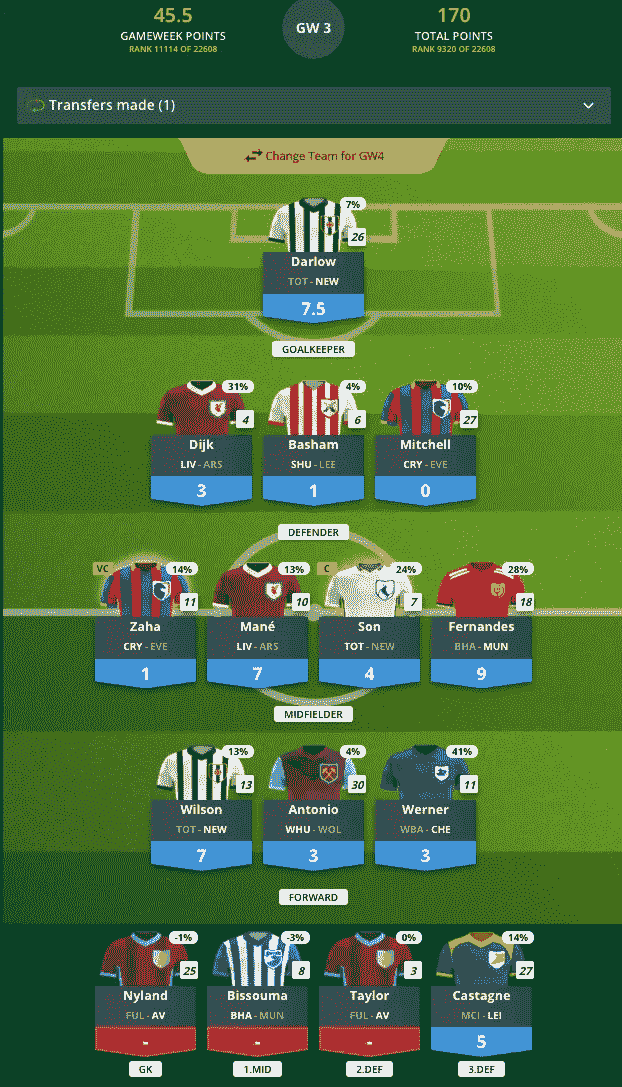 45.5
GAMEWEEK POINTS
RANK 11114 OF 22608
GW 3
170
TOTAL POINTS
RANK 9320 OF 22608
Transfers made (1)
Change Team for GW4
7%
26
Darlow
TOT - NEW
7.5
GOALKEEPER
31% 4% 10%
4 6 27
Dijk Basham Mitchell
LIV - ARS SHU - LEE CRY - EVE
3 1 0
DEFENDER
VC 14% 13% C 24% 28%
11 10 7 18
Zaha Mané Son Fernandes
CRY - EVE LIV - ARS TOT - NEW BHA - MUN
1 7 4 9
MIDFIELDER
13% 4% 41%
13 30 11
Wilson Antonio Werner
TOT - NEW WHU - WOL WBA - CHE
7 3 3
FORWARD
-1% -3% 0% 14%
25 8 3 27
Nyland Bissouma Taylor Castagne
FUL - AV BHA - MUN FUL - AV MCI - LEI
- - - 5
GK 1.MID 2.DEF 3.DEF